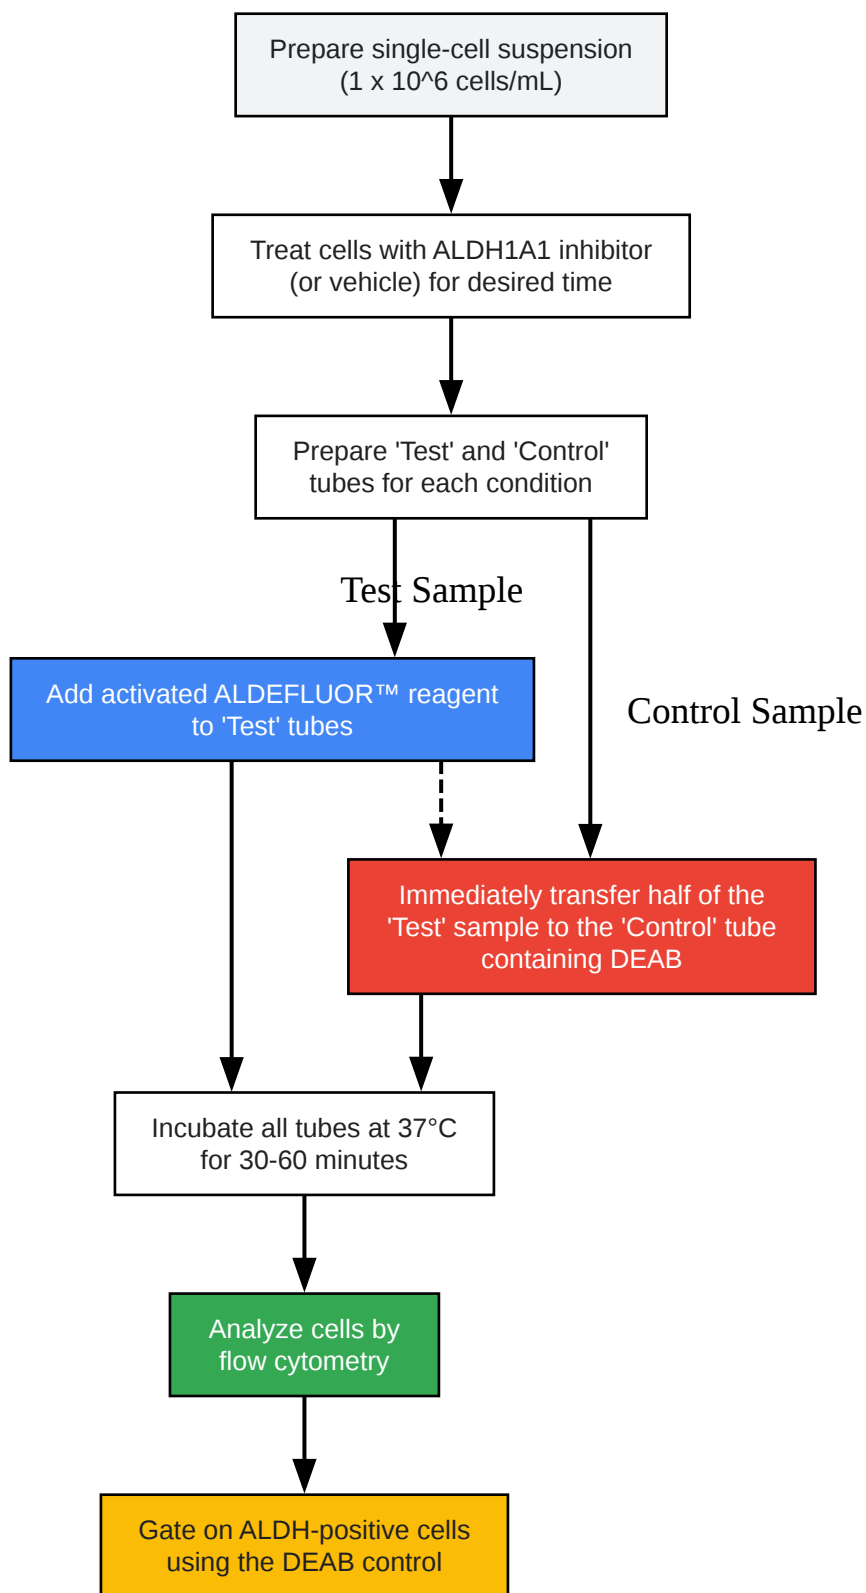 Prepare single-cell suspension
(1 x 10^6 cells/mL)
Treat cells with ALDH1A1 inhibitor
(or vehicle) for desired time
Prepare 'Test' and 'Control'
tubes for each condition
Test Sample
Add activated ALDEFLUOR™ reagent
to 'Test' tubes
Control Sample
Immediately transfer half of the
'Test' sample to the 'Control' tube
containing DEAB
Incubate all tubes at 37°C
for 30-60 minutes
Analyze cells by
flow cytometry
Gate on ALDH-positive cells
using the DEAB control